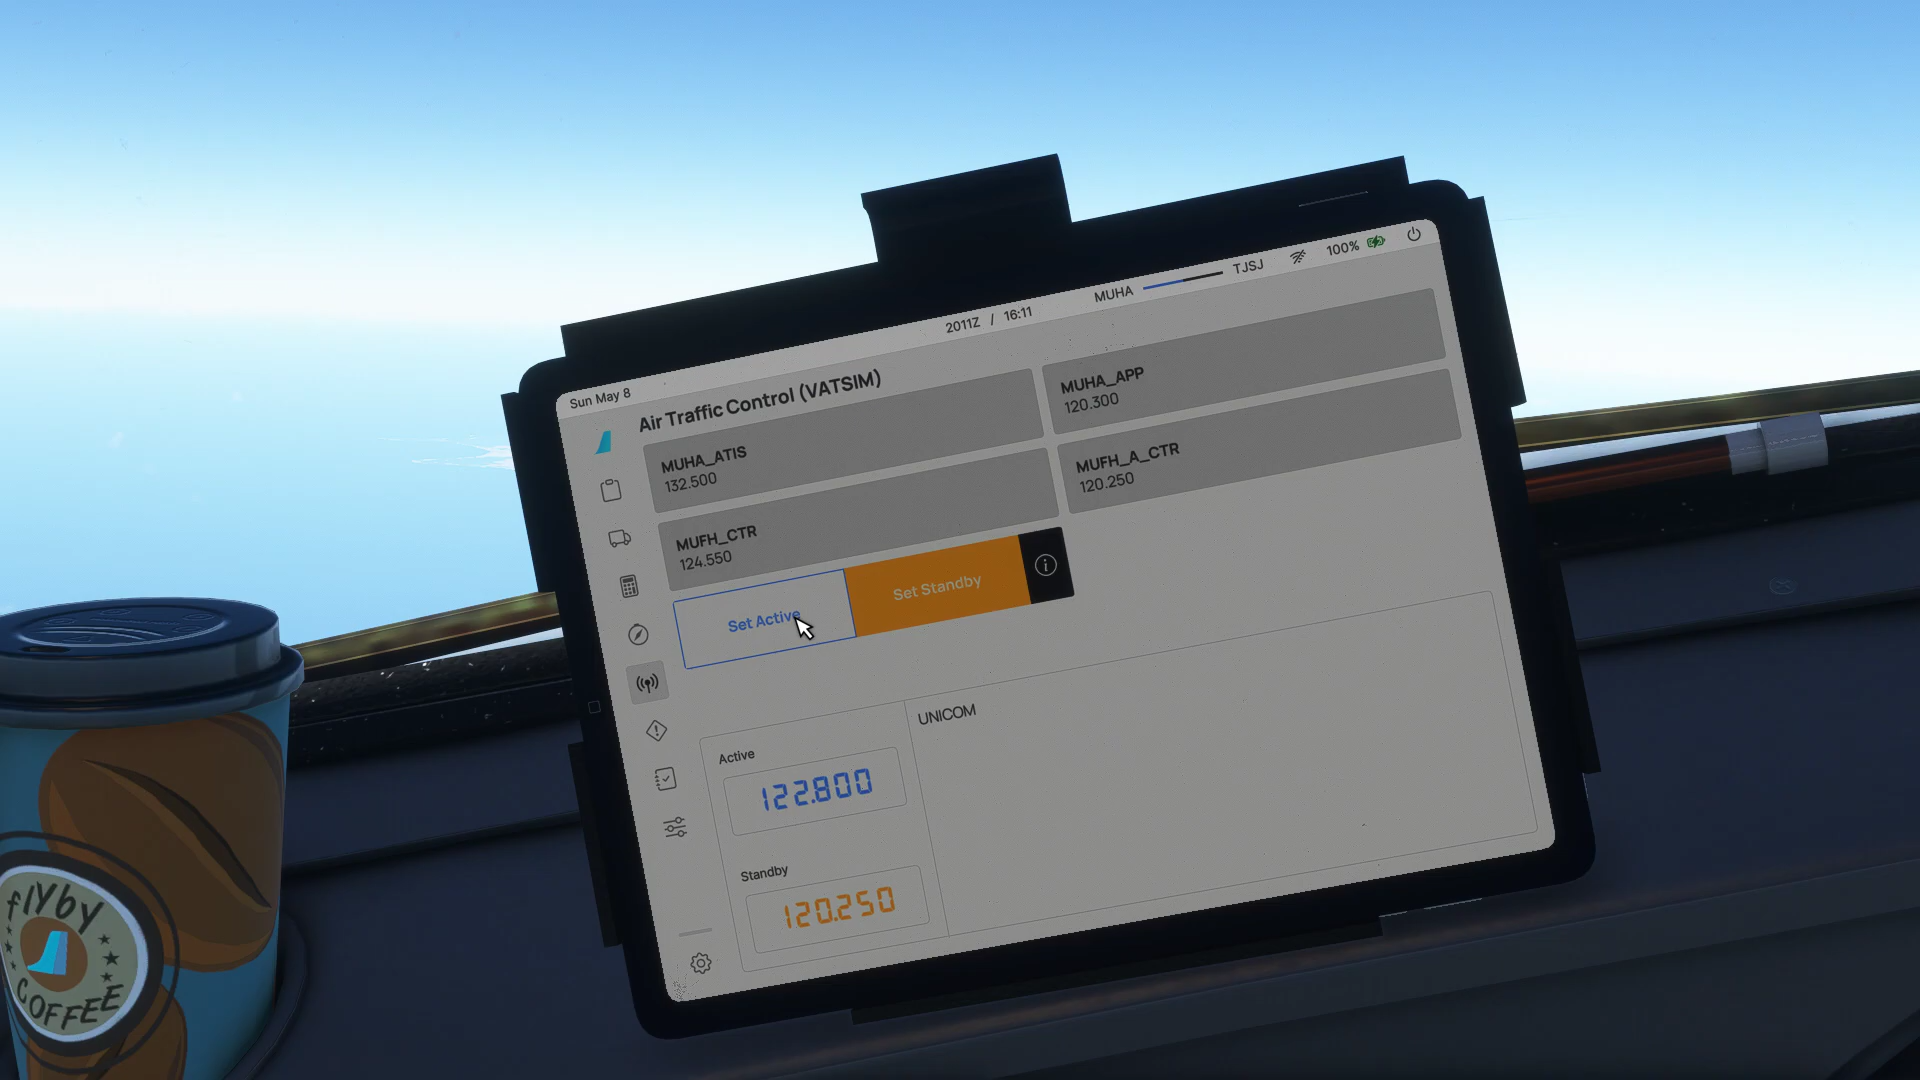 Sun May 8
2011Z / 16:11
MUHA TJSJ
100%
Air Traffic Control (VATSIM)
MUHA_ATIS
132.500
MUHA_APP
120.300
MUFH_CTR
124.550
MUFH_A_CTR
120.250
Set Active
Set Standby
Active
122.800
UNICOM
Standby
120.250
flyby
COFFEE